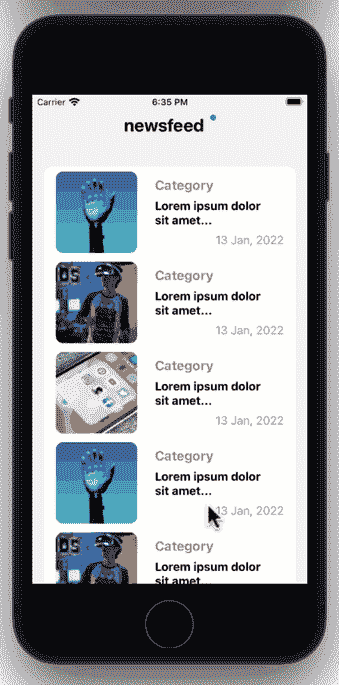 Carrier 6:35 PM
newsfeed
Category
Lorem ipsum dolor
sit amet...
13 Jan, 2022
Category
Lorem ipsum dolor
sit amet...
13 Jan, 2022
Category
Lorem ipsum dolor
sit amet...
13 Jan, 2022
Category
Lorem ipsum dolor
sit amet...
13 Jan, 2022
Category
Lorem ipsum dolor
sit amet...